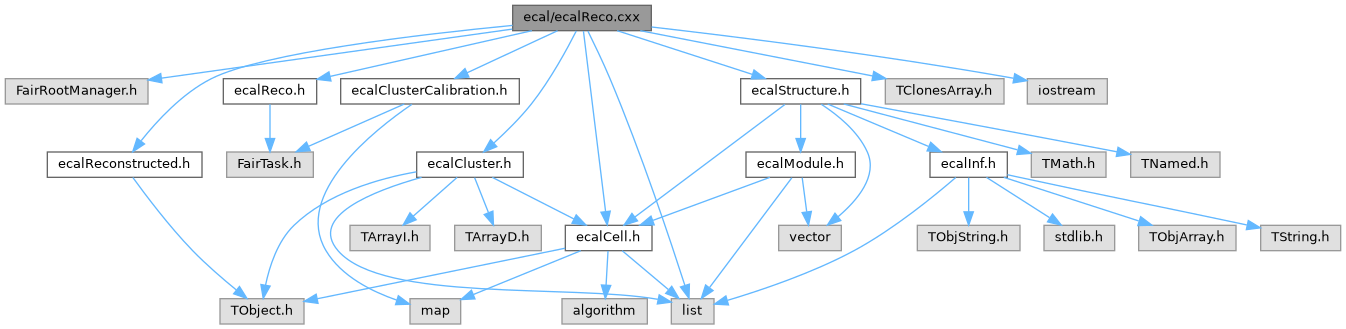 ecal/ecalReco.cxx
FairRootManager.h
ecalReco.h
ecalClusterCalibration.h
ecalStructure.h
TClonesArray.h
iostream
ecalReconstructed.h
FairTask.h
ecalCluster.h
ecalModule.h
ecalInf.h
TMath.h
TNamed.h
TArrayI.h
TArrayD.h
ecalCell.h
vector
TObjString.h
stdlib.h
TObjArray.h
TString.h
TObject.h
map
algorithm
list